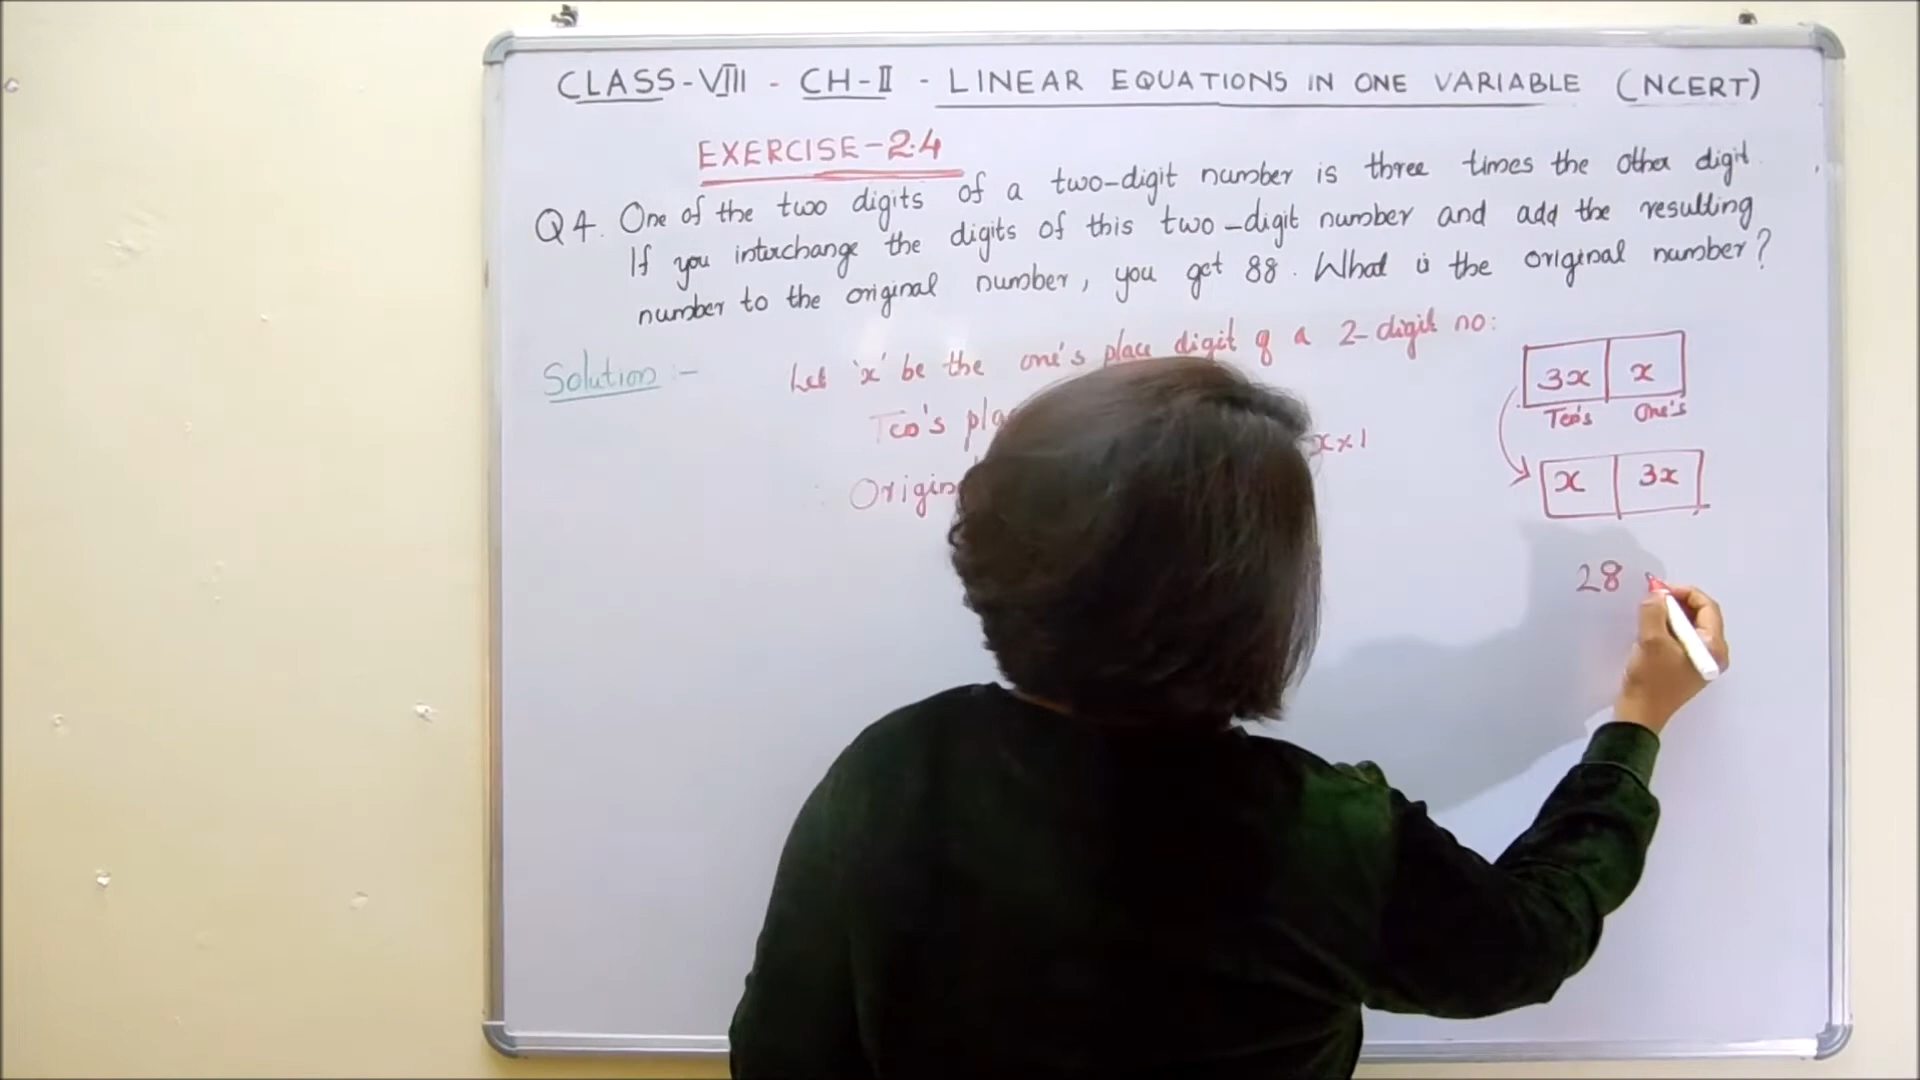 CLASS-VIII - CH-II - LINEAR EQUATIONS IN ONE VARIABLE (NCERT)
EXERCISE-2.4
Q4. One of the two digits of a two-digit number is three times the other digit.
If you interchange the digits of this two-digit number and add the resulting
number to the original number, you get 88. What is the original number?
Solution :-
Let 'x' be the one's place digit of a 2-digit no:
Ten's
x×1
3x x
Ten's One's
x 3x
28